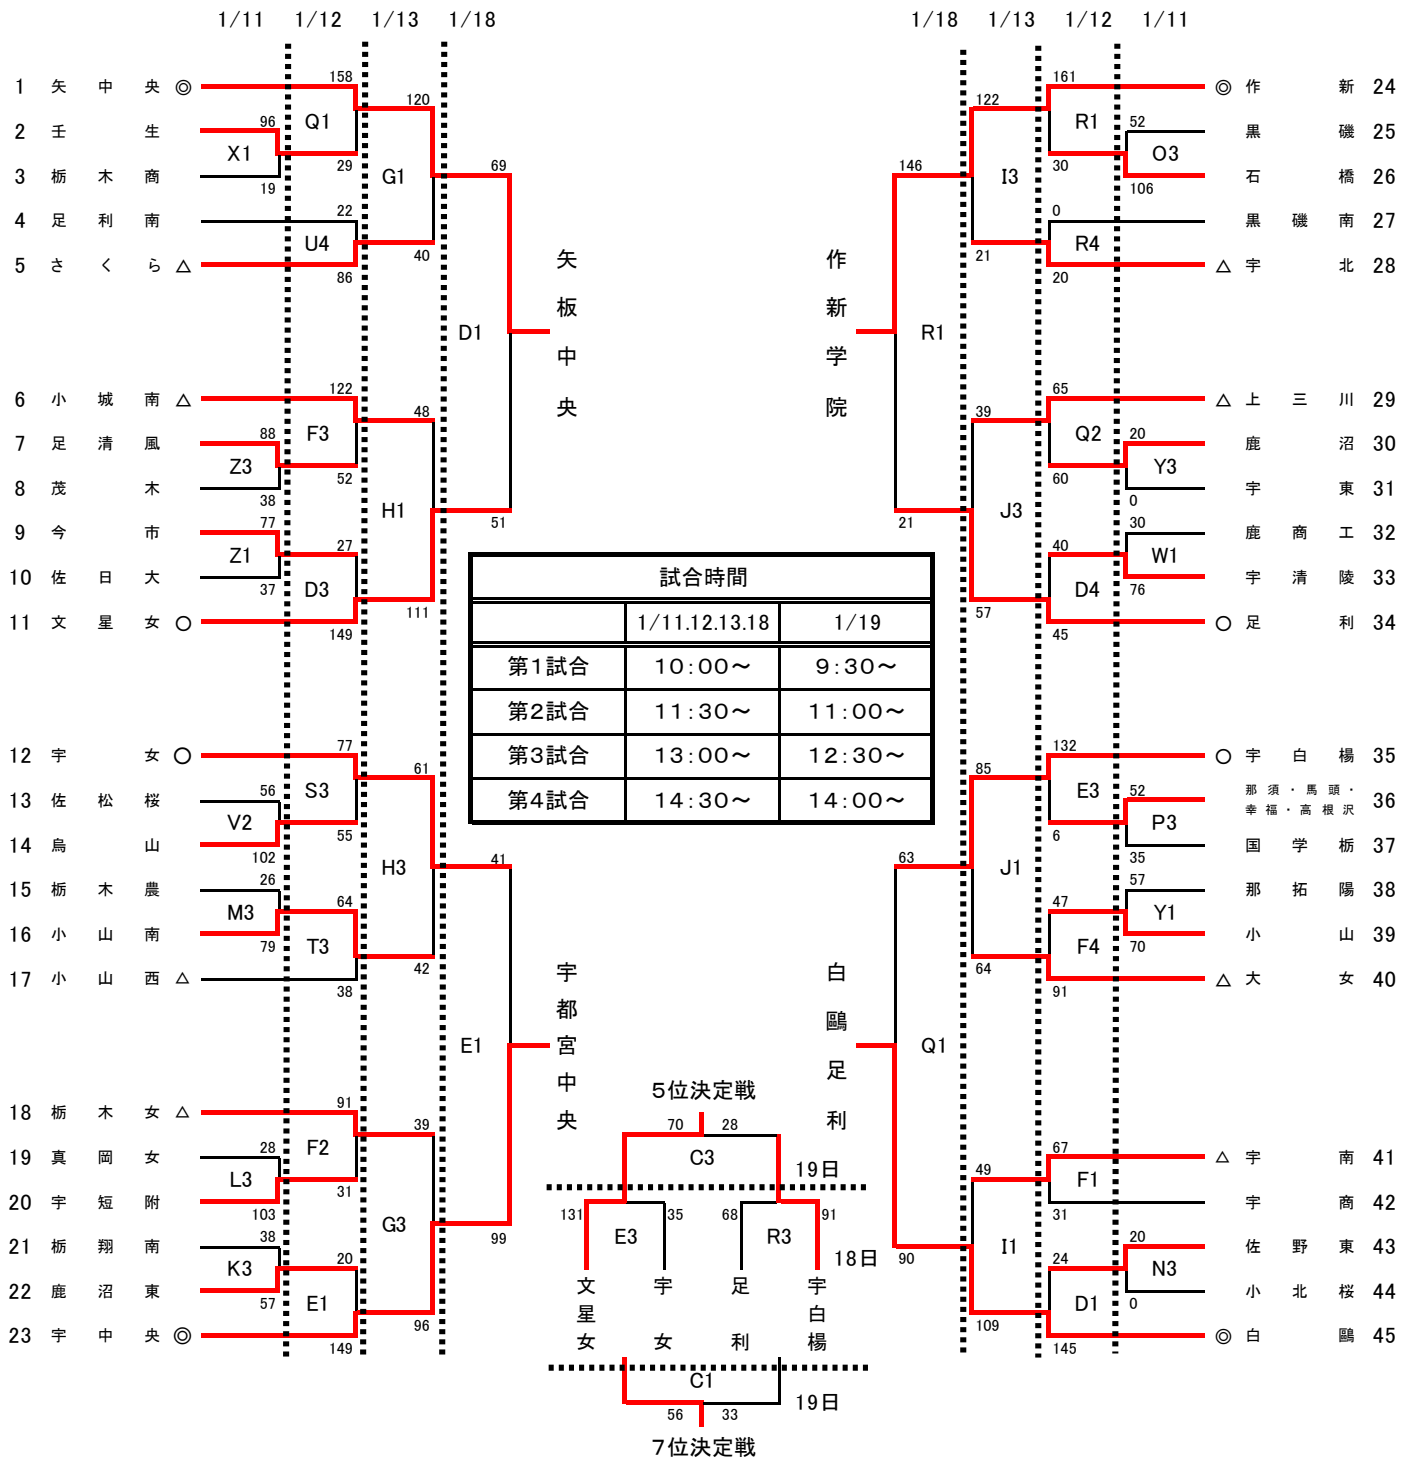 1/11 1/12 1/13 1/18
1/18 1/13 1/12 1/11
1 矢中央 ◎
2 壬生
3 栃木商
4 足利南
5 さくら △
6 小城南 △
7 足清風
8 茂木
9 今市
10 佐日大
11 文星女 ○
12 宇女 ○
13 佐松桜
14 烏山
15 栃木農
16 小山南
17 小山西 △
18 栃木女 △
19 真岡女
20 宇短附
21 栃翔南
22 鹿沼東
23 宇中央 ◎
96 X1 19
88 Z3 38
77 Z1 37
56 V2 102
26 M3 79
28 L3 103
38 K3 57
158 Q1 29
22 U4 86
122 F3 52
27 D3 149
77 S3 55
64 T3 38
91 F2 31
20 E1 149
120 G1 40
48 H1 111
61 H3 42
39 G3 96
69 D1 51
41 E1 99
矢板中央
宇都宮中央
作新学院
白鷗足利
146 R1 21
63 Q1 90
122 I3 21
39 J3 57
85 J1 64
49 I1 109
161 R1 30
0 R4 20
65 Q2 60
40 D4 45
132 E3 6
47 F4 91
67 F1 31
24 D1 145
52 O3 106
20 Y3 0
30 W1 76
52 P3 35
57 Y1 70
20 N3 0
◎ 作新 24
黒磯 25
石橋 26
黒磯南 27
△ 宇北 28
△ 上三川 29
鹿沼 30
宇東 31
鹿商工 32
宇清陵 33
○ 足利 34
○ 宇白楊 35
那須・馬頭・
幸福・高根沢 36
国学栃 37
那拓陽 38
小山 39
△ 大女 40
△ 宇南 41
宇商 42
佐野東 43
小北桜 44
◎ 白鷗 45
試合時間
1/11.12.13.18 1/19
第1試合 10:00～ 9:30～
第2試合 11:30～ 11:00～
第3試合 13:00～ 12:30～
第4試合 14:30～ 14:00～
5位決定戦
70 28
C3
19日
131 35 68 91
E3 R3
18日
文星女 宇女 足利 宇白楊
C1
56 33
19日
7位決定戦